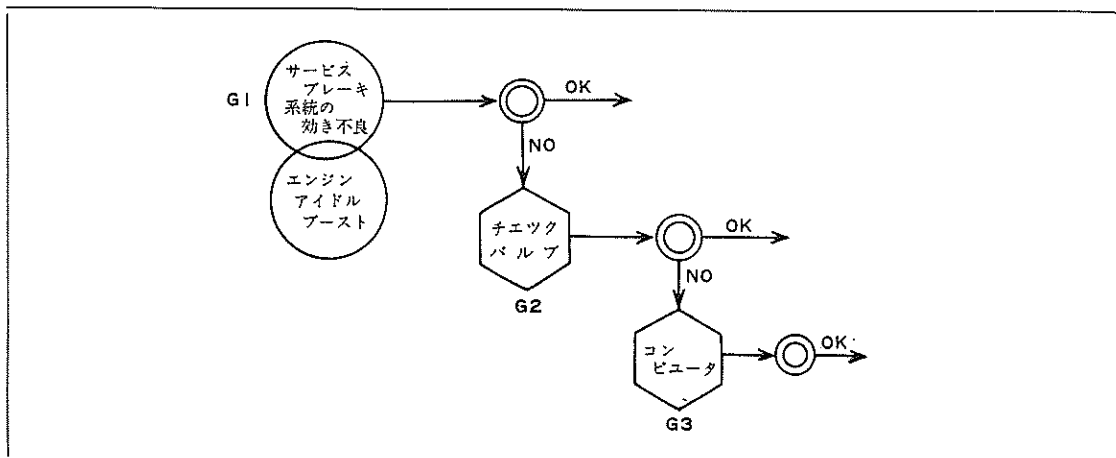 G1
サービス
ブレーキ
系統の
効き不良
エンジン
アイドル
ブースト
OK
NO
チエツク
バルブ
G2
OK
NO
コン
ピユータ
G3
OK